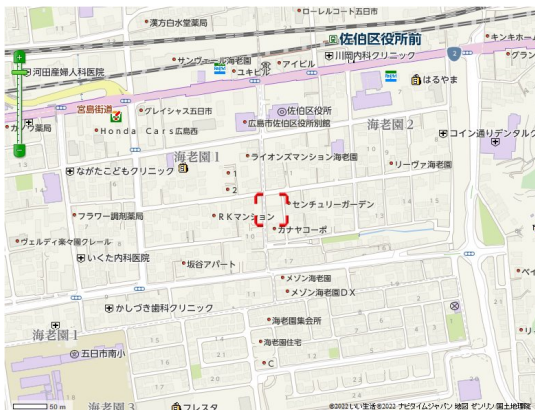 ローレルコート五日市
漢方白水堂薬局
佐伯区役所前
キンキホーム
サンヴェール海老園
アイビル
川岡内科クリニック
グラン
河田産婦人科医院
ユキビル
2
はるやま
宮島街道
グレイシャス五日市
佐伯区役所
広島市佐伯区役所別館
海老園2
Honda Cars広島西
コイン通りデンタルク
海老園1
ライオンズマンション海老園
ながたこどもクリニック
1
リーヴァ海老園
2
センチュリーガーデン
フラワー調剤薬局
RKマンション
カナヤコーポ
ヴェルディ楽々園クレール
いくた内科医院
坂谷アパート
メゾン海老園
メゾン海老園DX
かしづき歯科クリニック
海老園集会所
海老園1
海老園住宅
五日市南小
C
海老園3
フレスタ
50m
©2022 いい生活 ©2022 ナビタイムジャパン 地図 ゼンリン 国土地理院